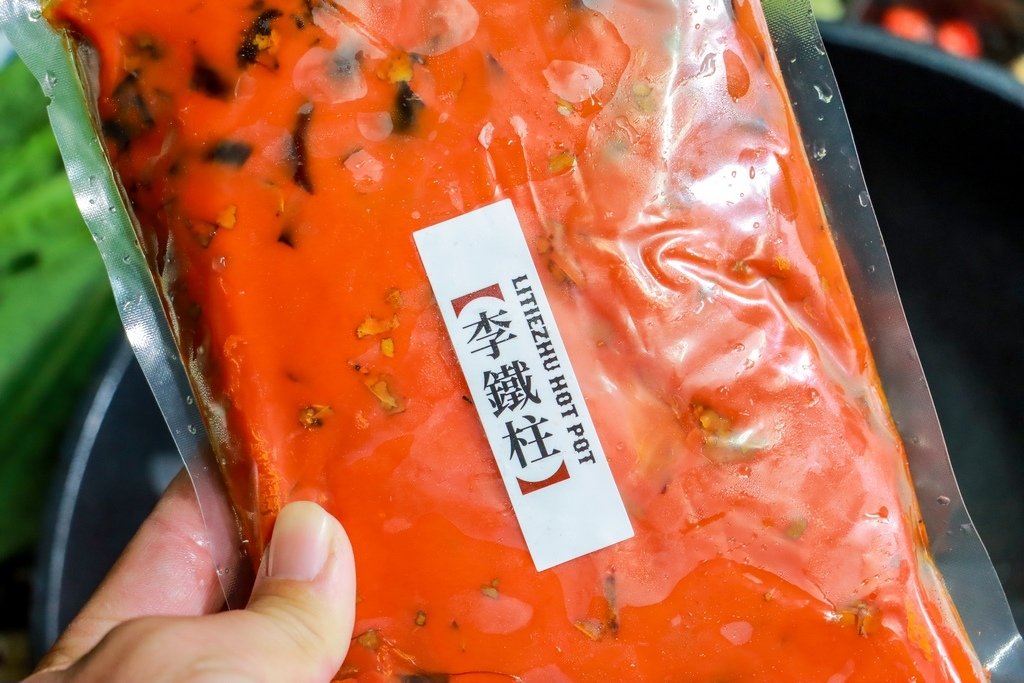 【李鐵柱】
LITIEZHU HOT POT